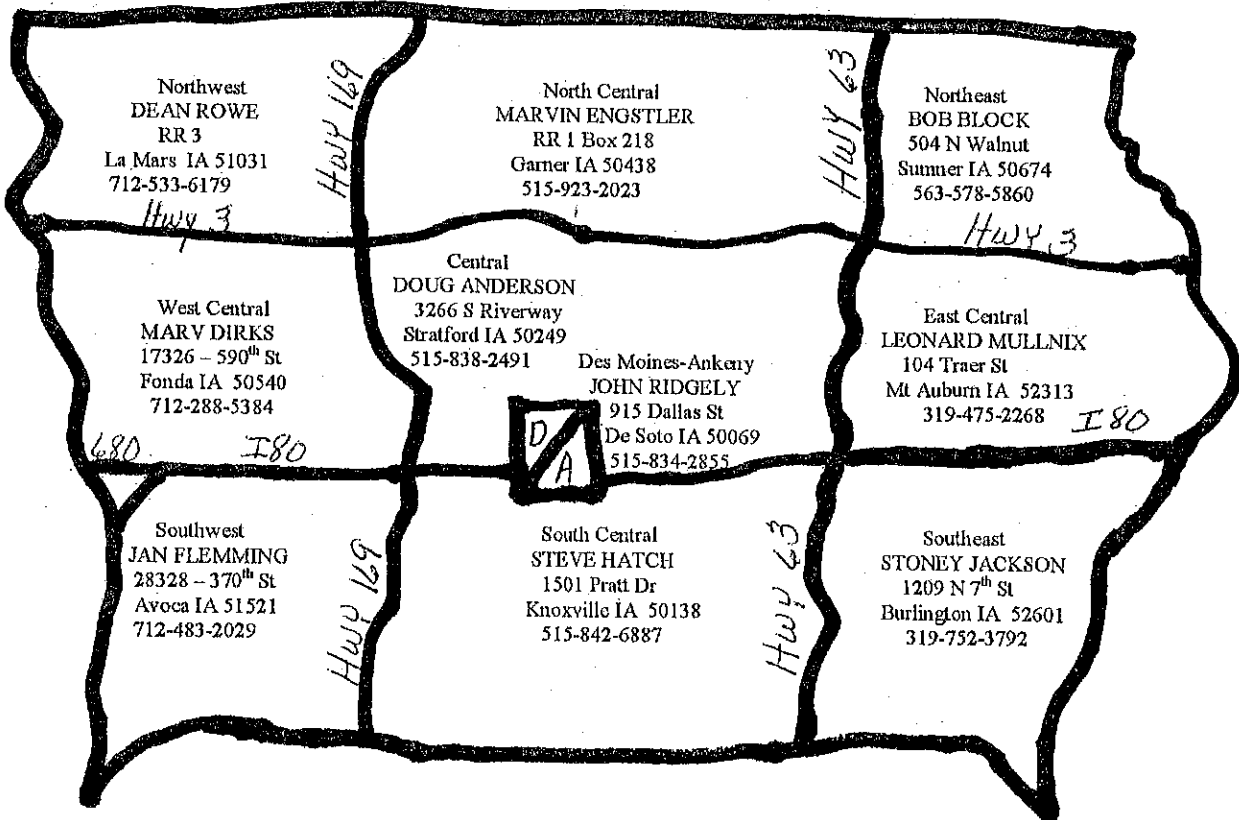 Northwest
DEAN ROWE
RR 3
La Mars IA 51031
712-533-6179
Hwy 3
Hwy 169
North Central
MARVIN ENGSTLER
RR 1 Box 218
Garner IA 50438
515-923-2023
Hwy 63
Northeast
BOB BLOCK
504 N Walnut
Sumner IA 50674
563-578-5860
Hwy 3
West Central
MARV DIRKS
17326 – 590th St
Fonda IA 50540
712-288-5384
680
I80
Central
DOUG ANDERSON
3266 S Riverway
Stratford IA 50249
515-838-2491
Des Moines-Ankeny
JOHN RIDGELY
915 Dallas St
De Soto IA 50069
515-834-2855
D
A
East Central
LEONARD MULLNIX
104 Traer St
Mt Auburn IA 52313
319-475-2268
I80
Southwest
JAN FLEMMING
28328 – 370th St
Avoca IA 51521
712-483-2029
Hwy 169
South Central
STEVE HATCH
1501 Pratt Dr
Knoxville IA 50138
515-842-6887
Hwy 63
Southeast
STONEY JACKSON
1209 N 7th St
Burlington IA 52601
319-752-3792